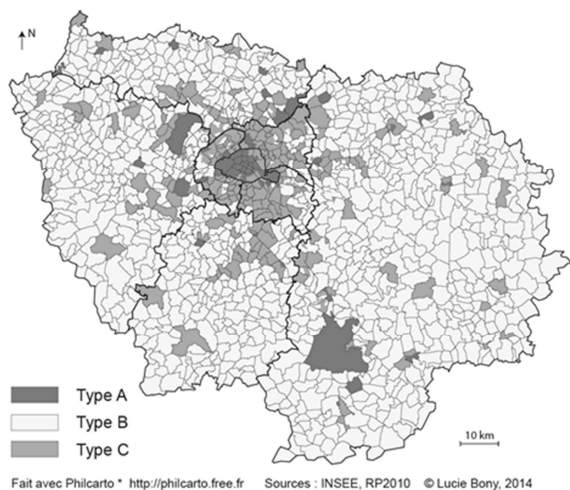 N
Type A
Type B
Type C
10 km
Fait avec Philcarto * http://philcarto.free.fr Sources : INSEE, RP2010 © Lucie Bony, 2014